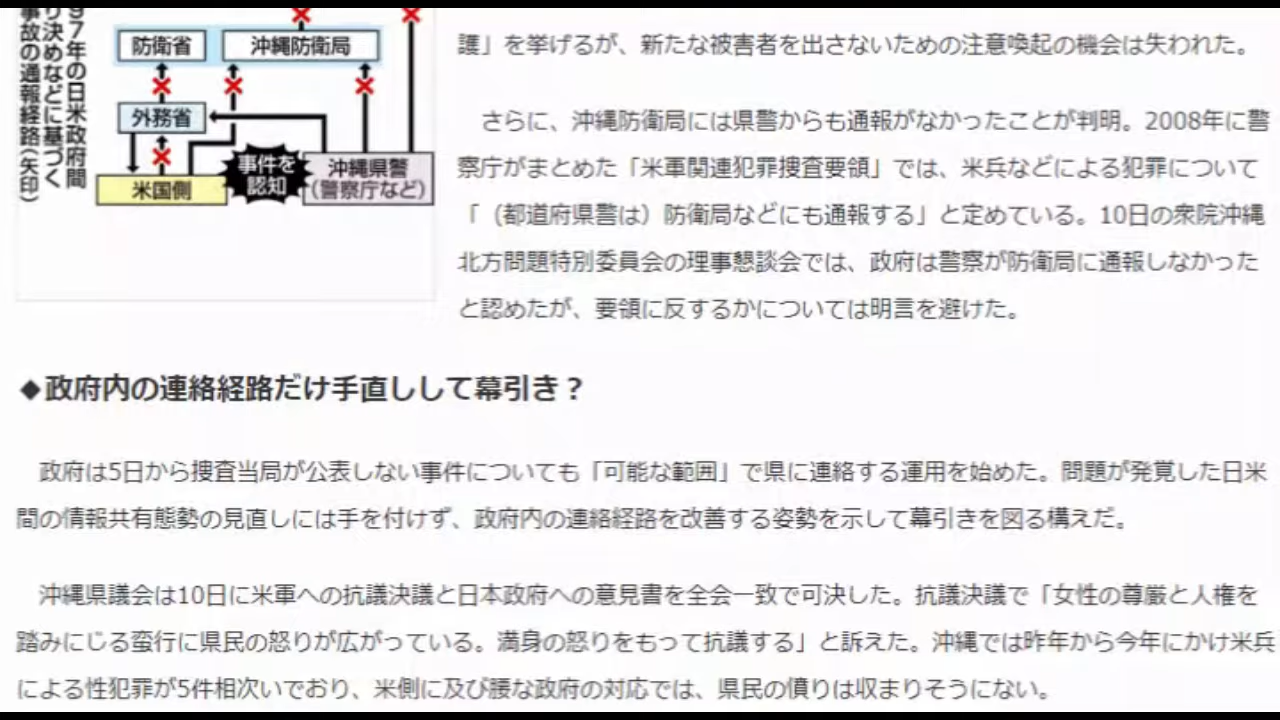 97年の日米政府間
り決めなどに基づく
事故の通報経路(矢印)
防衛省
沖縄防衛局
外務省
米国側
事件を
認知
沖縄県警
(警察庁など)
護」を挙げるが、新たな被害者を出さないための注意喚起の機会は失われた。
さらに、沖縄防衛局には県警からも通報がなかったことが判明。2008年に警
察庁がまとめた「米軍関連犯罪捜査要領」では、米兵などによる犯罪について
「(都道府県警は)防衛局などにも通報する」と定めている。10日の衆院沖縄
北方問題特別委員会の理事懇談会では、政府は警察が防衛局に通報しなかった
と認めたが、要領に反するかについては明言を避けた。
◆政府内の連絡経路だけ手直しして幕引き?
政府は5日から捜査当局が公表しない事件についても「可能な範囲」で県に連絡する運用を始めた。問題が発覚した日米
間の情報共有態勢の見直しには手を付けず、政府内の連絡経路を改善する姿勢を示して幕引きを図る構えだ。
沖縄県議会は10日に米軍への抗議決議と日本政府への意見書を全会一致で可決した。抗議決議で「女性の尊厳と人権を
踏みにじる蛮行に県民の怒りが広がっている。満身の怒りをもって抗議する」と訴えた。沖縄では昨年から今年にかけ米兵
による性犯罪が5件相次いでおり、米側に及び腰な政府の対応では、県民の憤りは収まりそうにない。